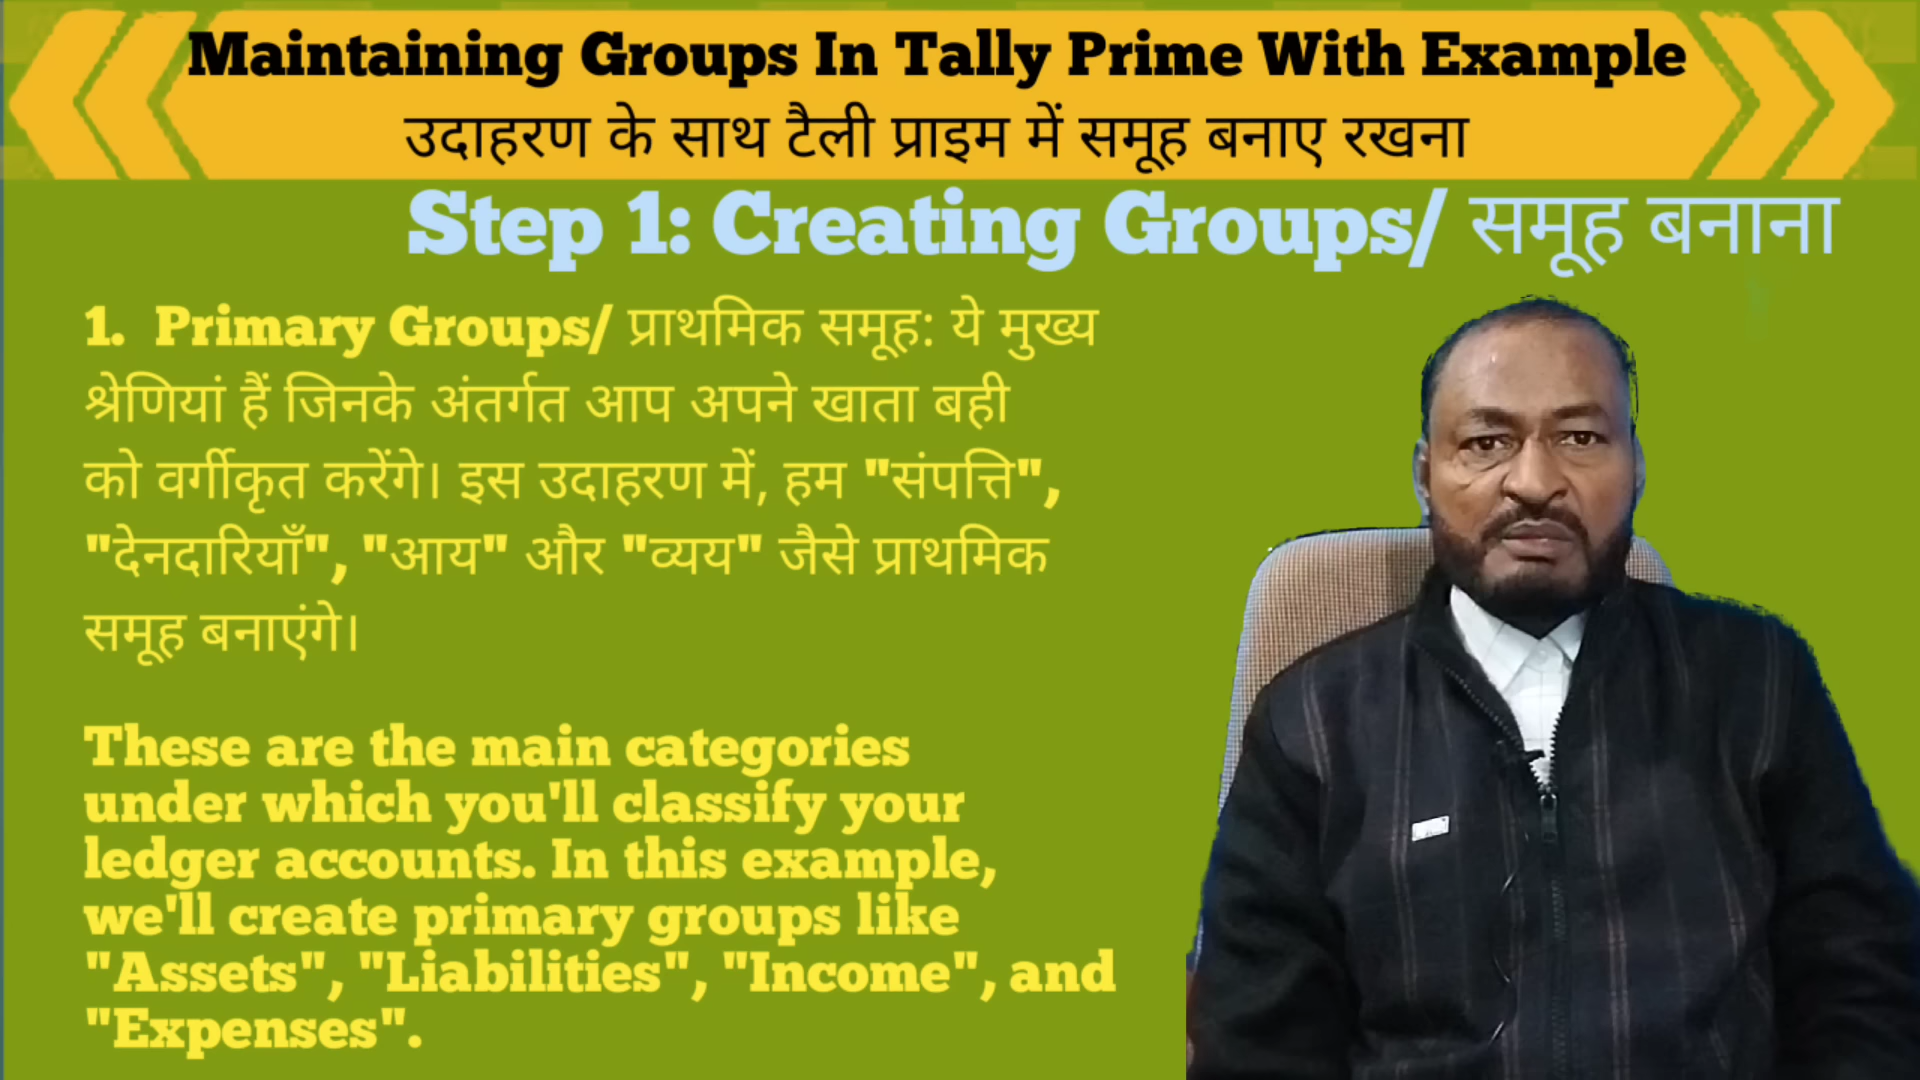 Maintaining Groups In Tally Prime With Example
उदाहरण के साथ टैली प्राइम में समूह बनाए रखना
Step 1: Creating Groups/ समूह बनाना
1. Primary Groups/ प्राथमिक समूह: ये मुख्य
श्रेणियां हैं जिनके अंतर्गत आप अपने खाता बही
को वर्गीकृत करेंगे। इस उदाहरण में, हम "संपत्ति",
"देनदारियाँ", "आय" और "व्यय" जैसे प्राथमिक
समूह बनाएंगे।
These are the main categories
under which you'll classify your
ledger accounts. In this example,
we'll create primary groups like
"Assets", "Liabilities", "Income", and
"Expenses".